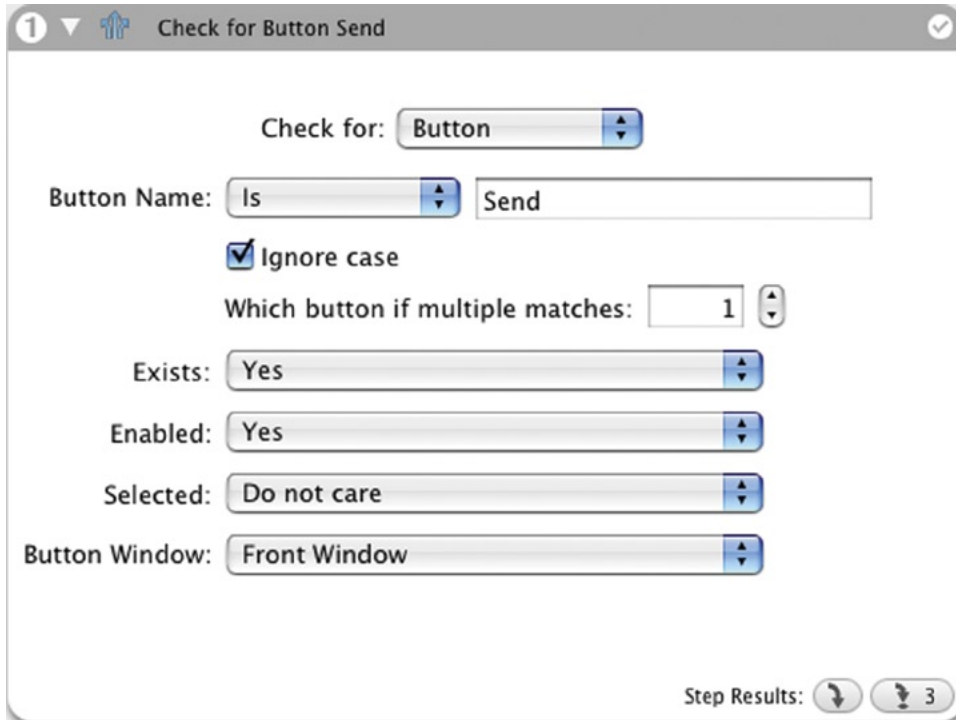 1 Check for Button Send
Check for: Button
Button Name: Is Send
Ignore case
Which button if multiple matches: 1
Exists: Yes
Enabled: Yes
Selected: Do not care
Button Window: Front Window
Step Results: 3